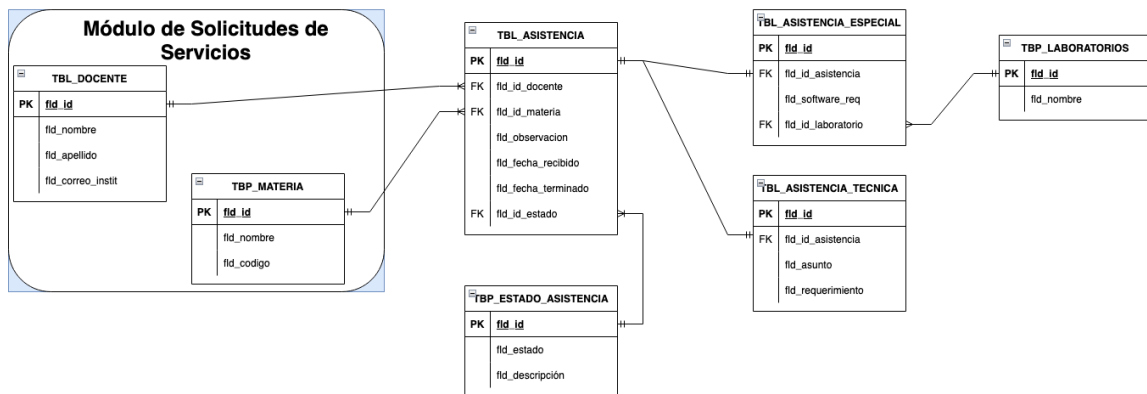 Módulo de Solicitudes de
Servicios
TBL_DOCENTE
PK fld_id
fld_nombre
fld_apellido
fld_correo_instit
TBP_MATERIA
PK fld_id
fld_nombre
fld_codigo
TBL_ASISTENCIA
PK fld_id
FK fld_id_docente
FK fld_id_materia
fld_observacion
fld_fecha_recibido
fld_fecha_terminado
FK fld_id_estado
TBP_ESTADO_ASISTENCIA
PK fld_id
fld_estado
fld_descripción
TBL_ASISTENCIA_ESPECIAL
PK fld_id
FK fld_id_asistencia
fld_software_req
FK fld_id_laboratorio
TBL_ASISTENCIA_TECNICA
PK fld_id
FK fld_id_asistencia
fld_asunto
fld_requerimiento
TBP_LABORATORIOS
PK fld_id
fld_nombre